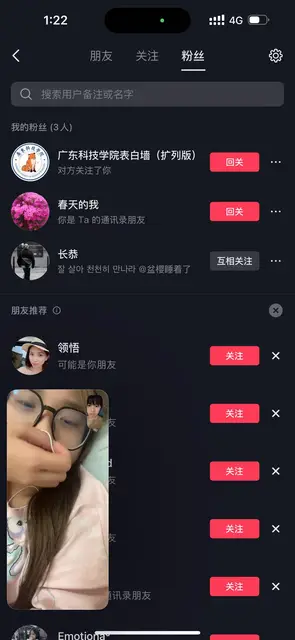 1:22
4G
朋友
关注
粉丝
搜索用户备注或名字
我的粉丝 (3人)
广东科技学院表白墙（扩列版）
对方关注了你
回关
春天的我
你是 Ta 的通讯录朋友
回关
长恭
잘 살아 천천히 만나라 @盆樱睡着了
互相关注
朋友推荐
领悟
可能是你朋友
关注
友
关注
d
友
关注
友
关注
通讯录朋友
关注
Emotiona